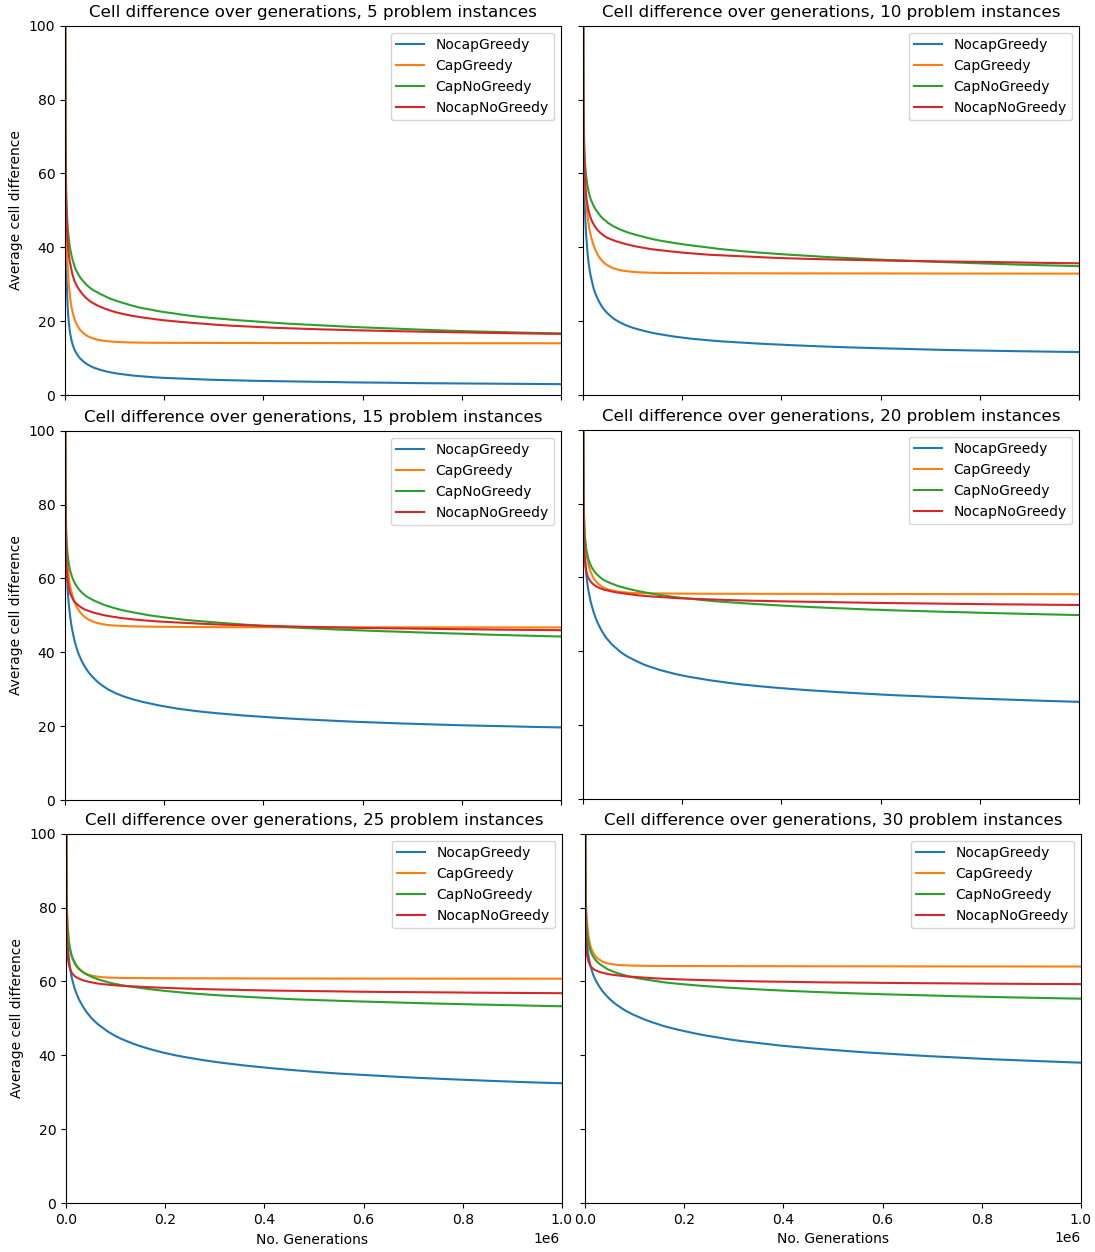 Cell difference over generations, 5 problem instances
Cell difference over generations, 10 problem instances
100
80
60
40
20
0
Average cell difference
NocapGreedy
CapGreedy
CapNoGreedy
NocapNoGreedy
NocapGreedy
CapGreedy
CapNoGreedy
NocapNoGreedy
Cell difference over generations, 15 problem instances
Cell difference over generations, 20 problem instances
100
80
60
40
20
0
Average cell difference
NocapGreedy
CapGreedy
CapNoGreedy
NocapNoGreedy
NocapGreedy
CapGreedy
CapNoGreedy
NocapNoGreedy
Cell difference over generations, 25 problem instances
Cell difference over generations, 30 problem instances
100
80
60
40
20
0
Average cell difference
NocapGreedy
CapGreedy
CapNoGreedy
NocapNoGreedy
NocapGreedy
CapGreedy
CapNoGreedy
NocapNoGreedy
0.0 0.2 0.4 0.6 0.8 1.0
1e6
No. Generations
0.0 0.2 0.4 0.6 0.8 1.0
1e6
No. Generations